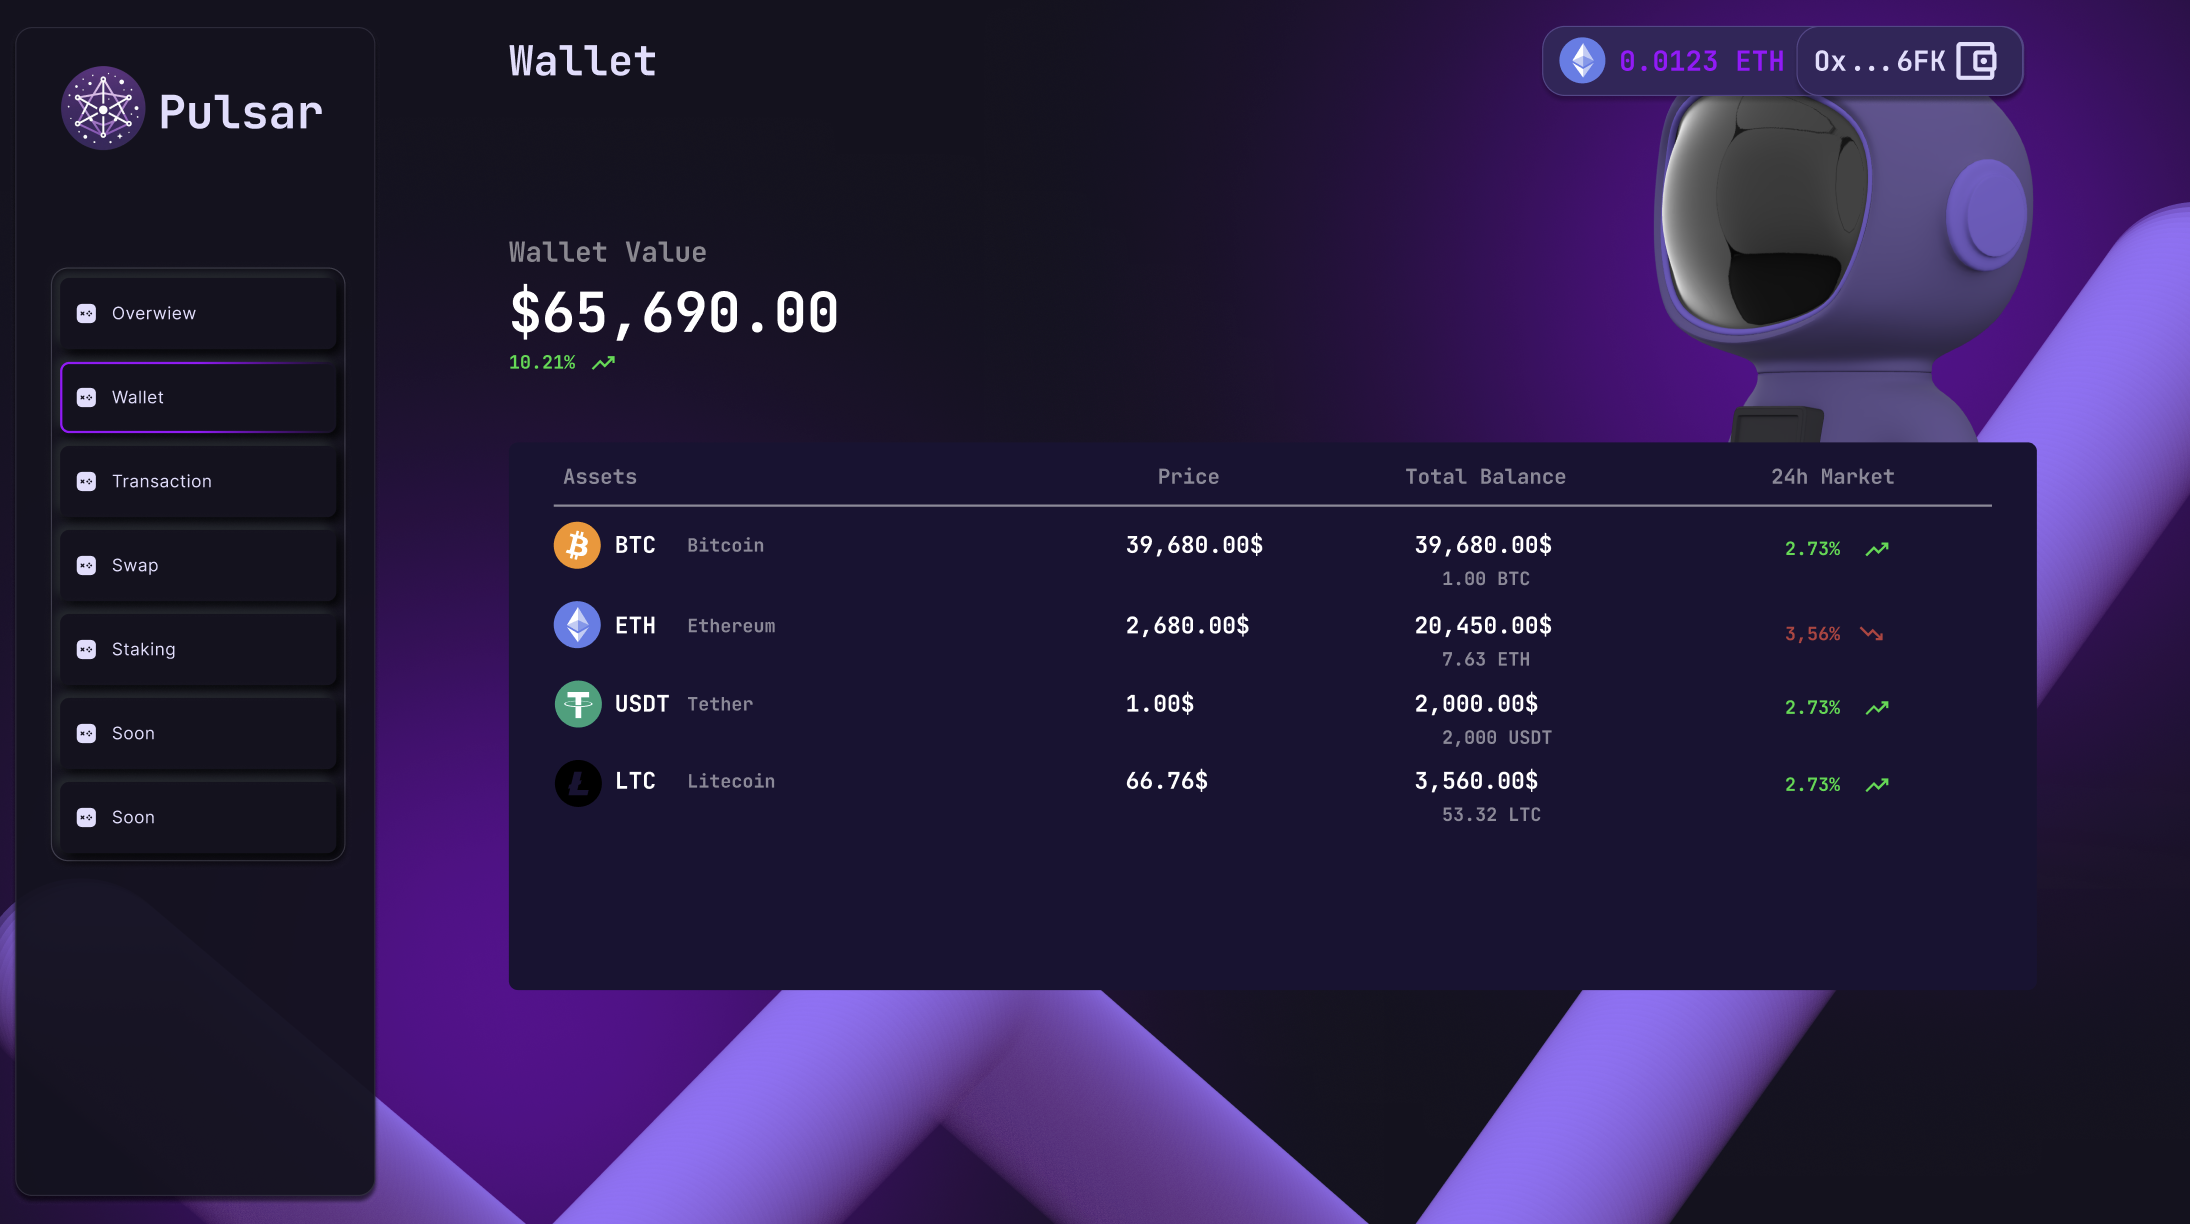 Pulsar
Overwiew
Wallet
Transaction
Swap
Staking
Soon
Soon
Wallet
0.0123 ETH
0x...6FK
Wallet Value
$65,690.00
10.21%
Assets Price Total Balance 24h Market
BTC Bitcoin 39,680.00$ 39,680.00$ 2.73%
1.00 BTC
ETH Ethereum 2,680.00$ 20,450.00$ 3,56%
7.63 ETH
USDT Tether 1.00$ 2,000.00$ 2.73%
2,000 USDT
LTC Litecoin 66.76$ 3,560.00$ 2.73%
53.32 LTC